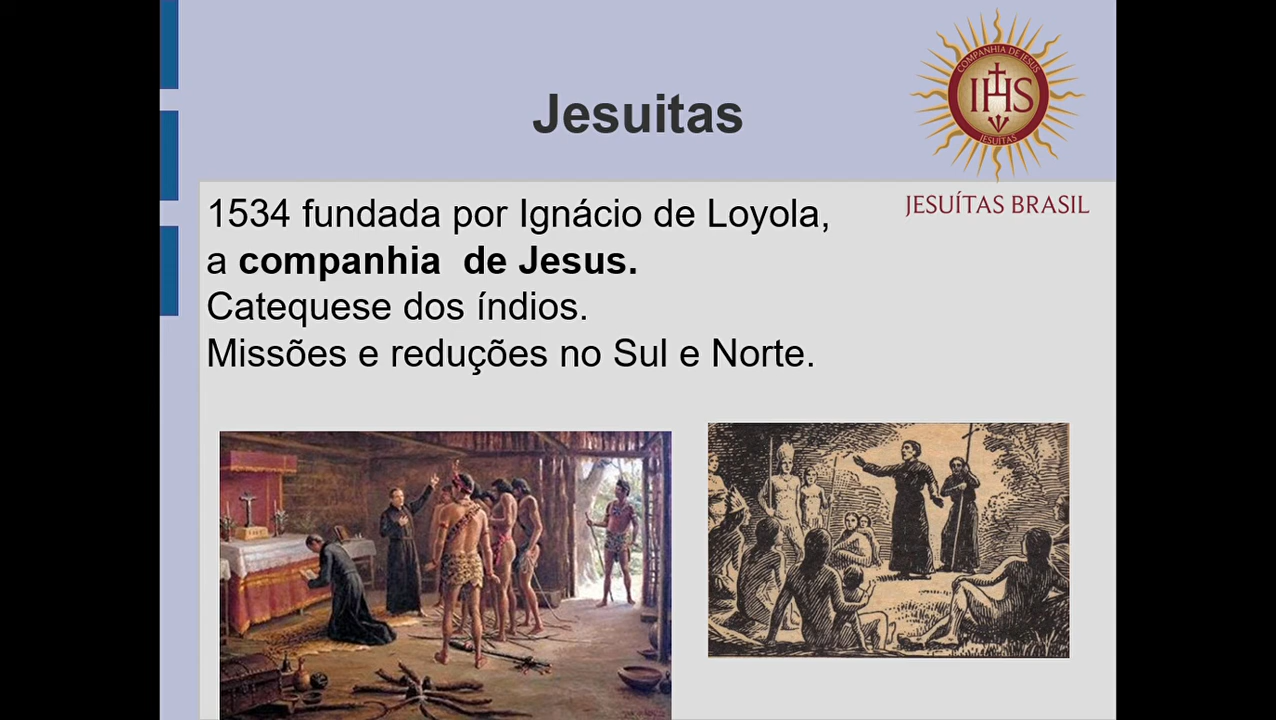 COMPANHIA DE JESUS
IHS
JESUÍTAS
JESUÍTAS BRASIL
Jesuitas
1534 fundada por Ignácio de Loyola,
a companhia  de Jesus.
Catequese dos índios.
Missões e reduções no Sul e Norte.